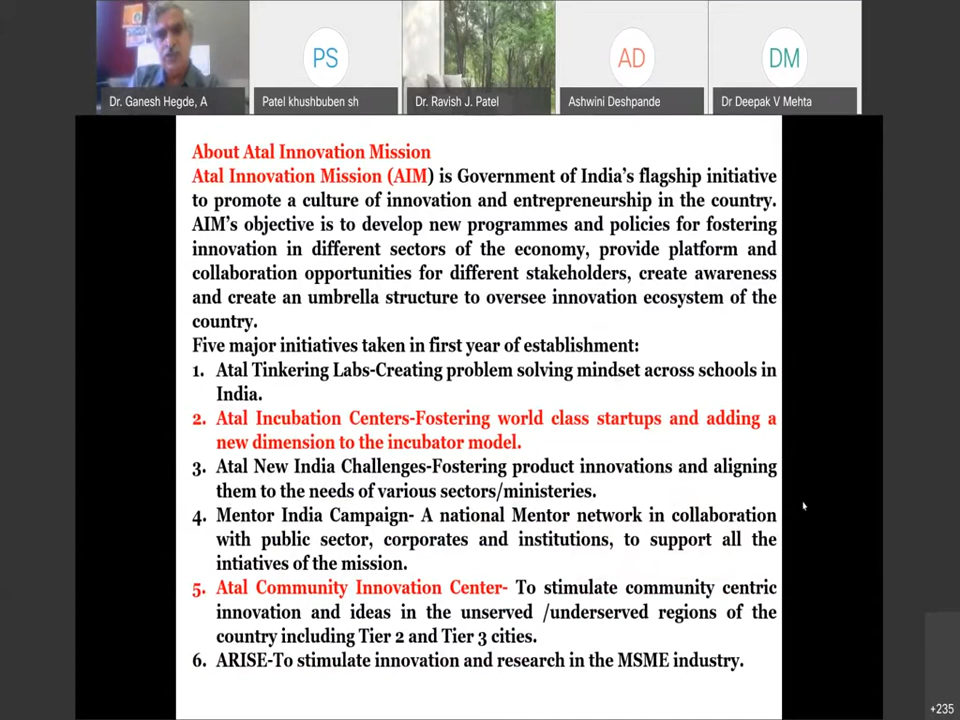 PS
AD
DM
Dr. Ganesh Hegde, A
Patel khushbuben sh
Dr. Ravish J. Patel
Ashwini Deshpande
Dr Deepak V Mehta
About Atal Innovation Mission
Atal Innovation Mission (AIM) is Government of India's flagship initiative
to promote a culture of innovation and entrepreneurship in the country.
AIM's objective is to develop new programmes and policies for fostering
innovation in different sectors of the economy, provide platform and
collaboration opportunities for different stakeholders, create awareness
and create an umbrella structure to oversee innovation ecosystem of the
country.
Five major initiatives taken in first year of establishment:
1. Atal Tinkering Labs-Creating problem solving mindset across schools in
India.
2. Atal Incubation Centers-Fostering world class startups and adding a
new dimension to the incubator model.
3. Atal New India Challenges-Fostering product innovations and aligning
them to the needs of various sectors/ministeries.
4. Mentor India Campaign- A national Mentor network in collaboration
with public sector, corporates and institutions, to support all the
intiatives of the mission.
5. Atal Community Innovation Center- To stimulate community centric
innovation and ideas in the unserved /underserved regions of the
country including Tier 2 and Tier 3 cities.
6. ARISE-To stimulate innovation and research in the MSME industry.
+235